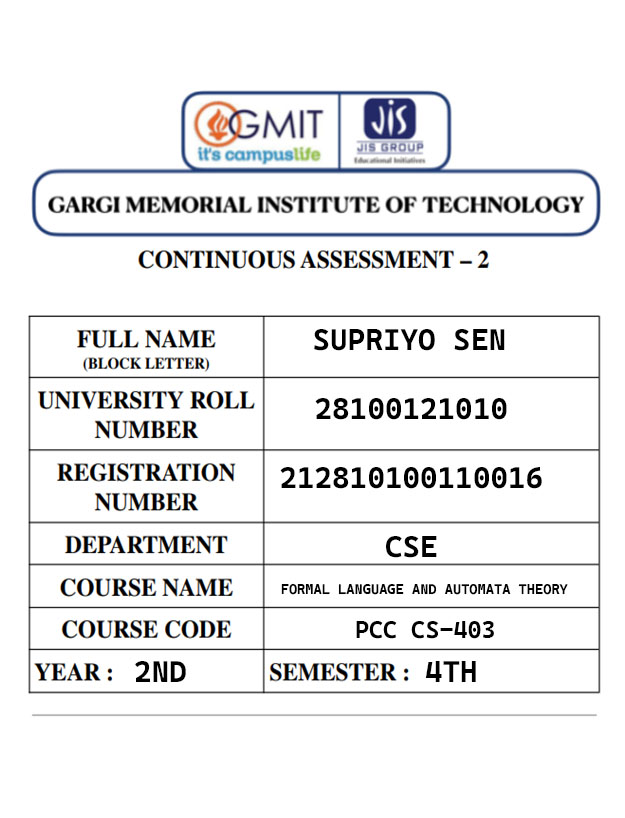 GMIT
it's campuslife
JIS
JIS GROUP
Educational Initiatives
GARGI MEMORIAL INSTITUTE OF TECHNOLOGY
CONTINUOUS ASSESSMENT – 2
FULL NAME
(BLOCK LETTER)
SUPRIYO SEN
UNIVERSITY ROLL
NUMBER
28100121010
REGISTRATION
NUMBER
212810100110016
DEPARTMENT
CSE
COURSE NAME
FORMAL LANGUAGE AND AUTOMATA THEORY
COURSE CODE
PCC CS-403
YEAR : 2ND
SEMESTER : 4TH